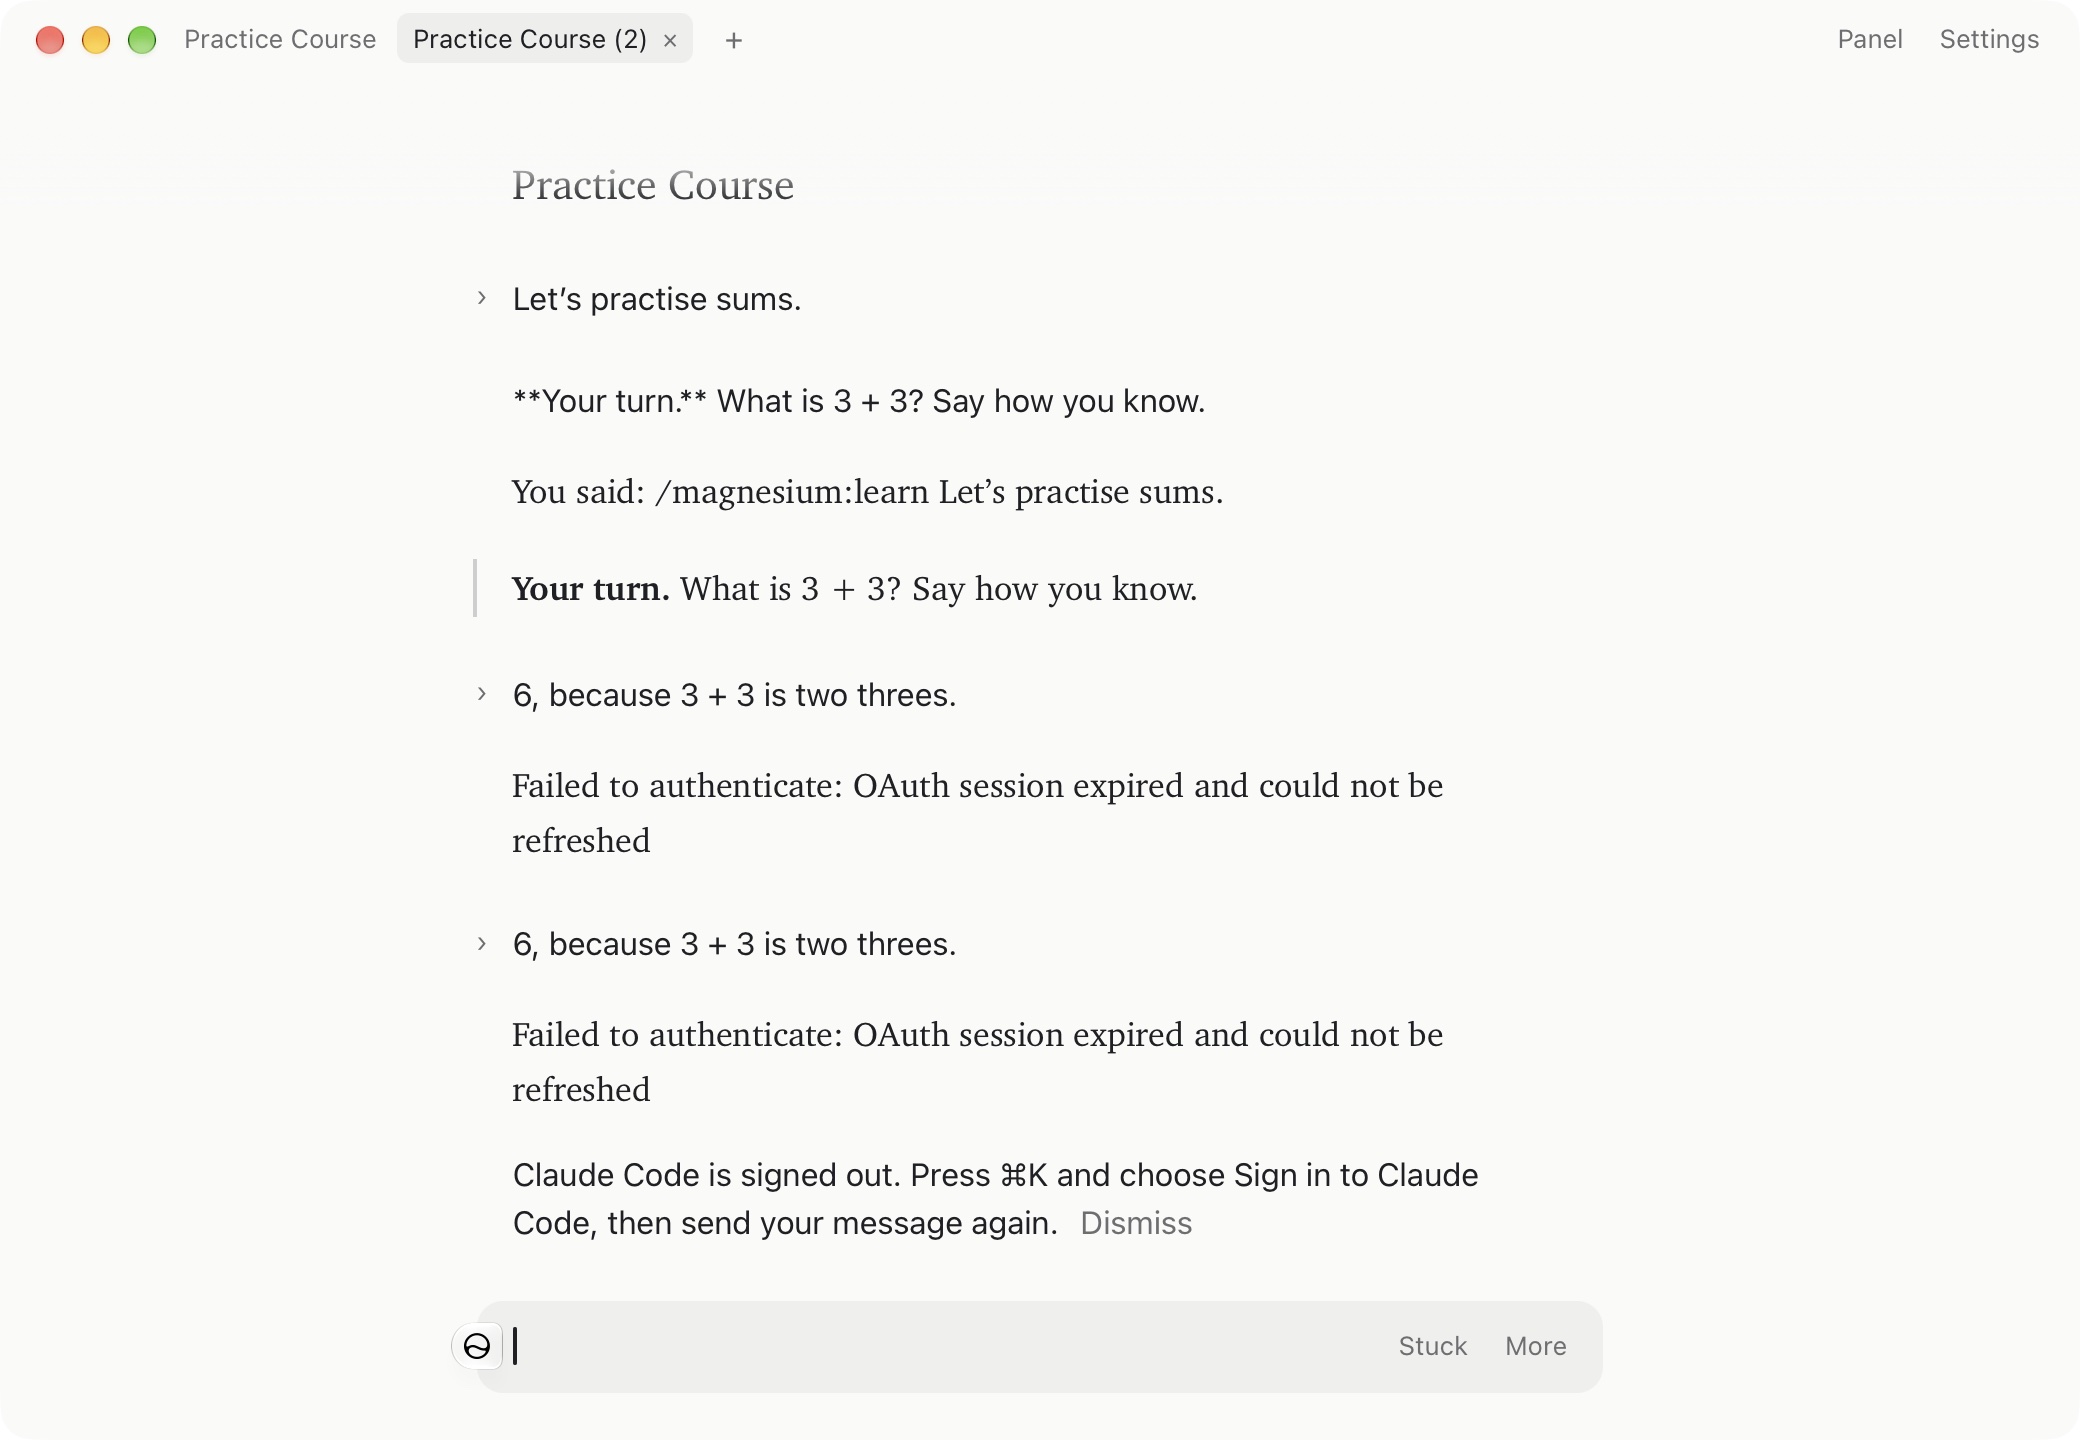 Practice Course
Practice Course (2) ×
+
Panel
Settings
Practice Course
› Let’s practise sums.
**Your turn.** What is 3 + 3? Say how you know.
You said: /magnesium:learn Let’s practise sums.
Your turn. What is 3 + 3? Say how you know.
› 6, because 3 + 3 is two threes.
Failed to authenticate: OAuth session expired and could not be
refreshed
› 6, because 3 + 3 is two threes.
Failed to authenticate: OAuth session expired and could not be
refreshed
Claude Code is signed out. Press ⌘K and choose Sign in to Claude
Code, then send your message again. Dismiss
Stuck
More